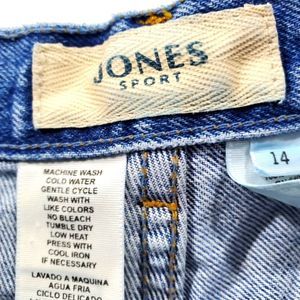 JONES
SPORT
14
MACHINE WASH
COLD WATER
GENTLE CYCLE
WASH WITH
LIKE COLORS
NO BLEACH
TUMBLE DRY
LOW HEAT
PRESS WITH
COOL IRON
IF NECESSARY
LAVADO A MAQUINA
AGUA FRIA
CICLO DELICADO